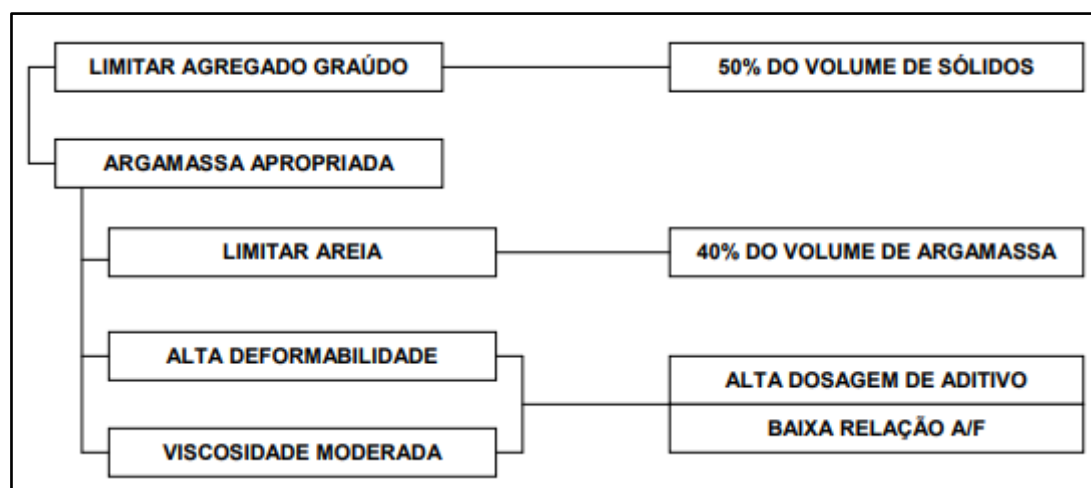 LIMITAR AGREGADO GRAÚDO
50% DO VOLUME DE SÓLIDOS
ARGAMASSA APROPRIADA
LIMITAR AREIA
40% DO VOLUME DE ARGAMASSA
ALTA DEFORMABILIDADE
ALTA DOSAGEM DE ADITIVO
BAIXA RELAÇÃO A/F
VISCOSIDADE MODERADA